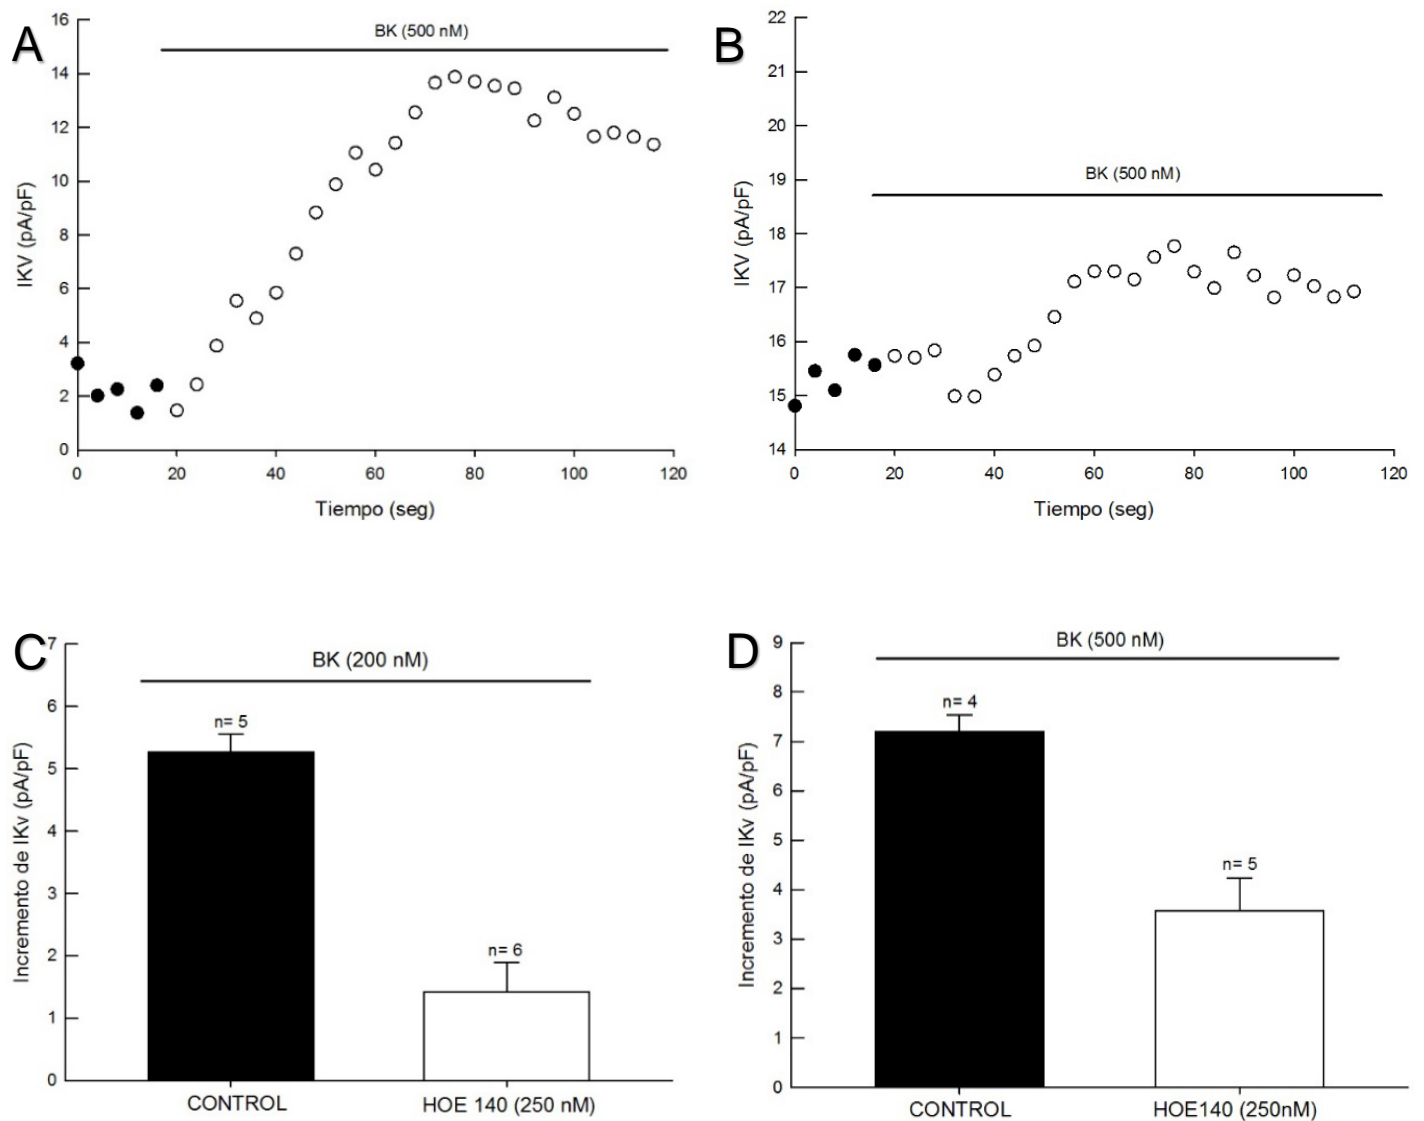 A
BK (500 nM)
16
14
12
10
8
6
4
2
0
IKV (pA/pF)
0 20 40 60 80 100 120
Tiempo (seg)
B
BK (500 nM)
22
21
20
19
18
17
16
15
14
IKV (pA/pF)
0 20 40 60 80 100 120
Tiempo (seg)
C
BK (200 nM)
7
6
5
4
3
2
1
0
Incremento de IKv (pA/pF)
n= 5
n= 6
CONTROL HOE 140 (250 nM)
D
BK (500 nM)
9
8
7
6
5
4
3
2
1
0
Incremento de IKv (pA/pF)
n= 4
n= 5
CONTROL HOE140 (250nM)